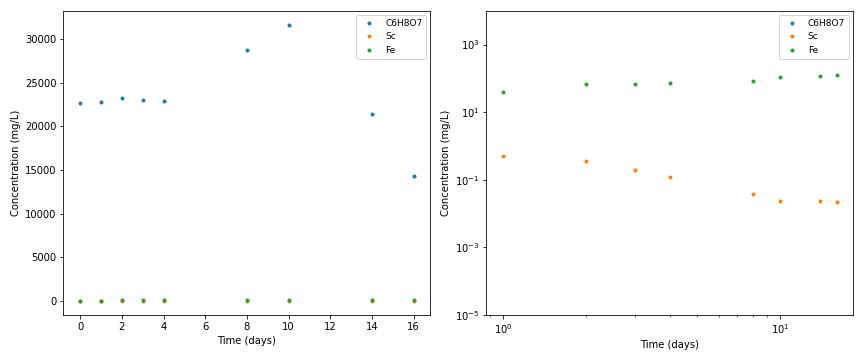 C6H8O7
Sc
Fe
30000
25000
20000
15000
10000
5000
0
Concentration (mg/L)
0 2 4 6 8 10 12 14 16
Time (days)
C6H8O7
Sc
Fe
10³
10¹
10⁻¹
10⁻³
10⁻⁵
Concentration (mg/L)
10⁰ 10¹
Time (days)